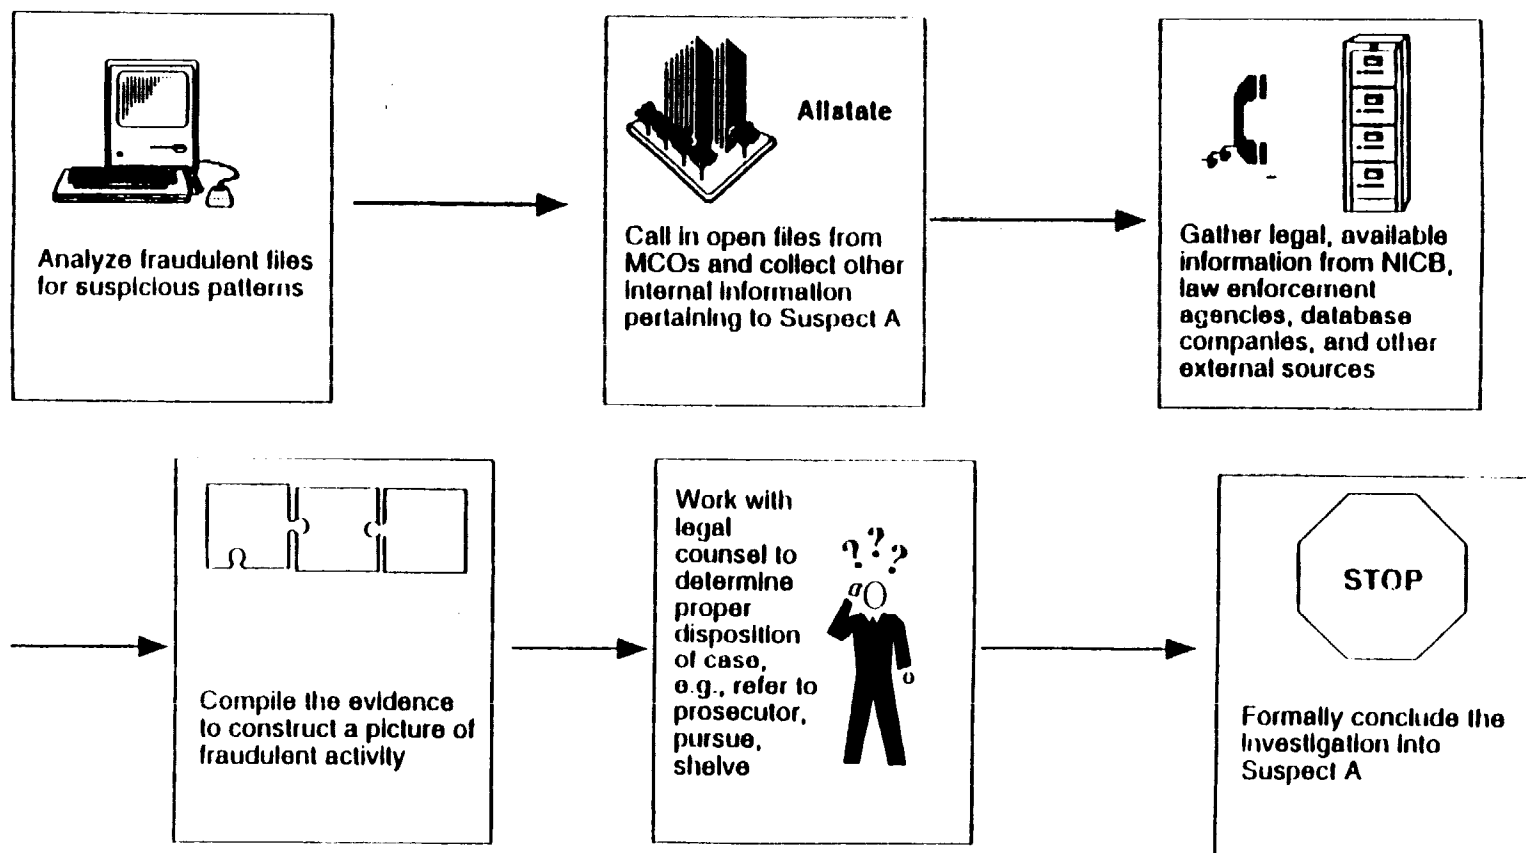 Analyze fraudulent files
for suspicious patterns
Allstate
Call in open files from
MCOs and collect other
internal information
pertaining to Suspect A
Gather legal, available
information from NICB,
law enforcement
agencies, database
companies, and other
external sources
Compile the evidence
to construct a picture of
fraudulent activity
Work with
legal
counsel to
determine
proper
disposition
of case,
e.g., refer to
prosecutor,
pursue,
shelve
? ? ?
STOP
Formally conclude the
investigation into
Suspect A